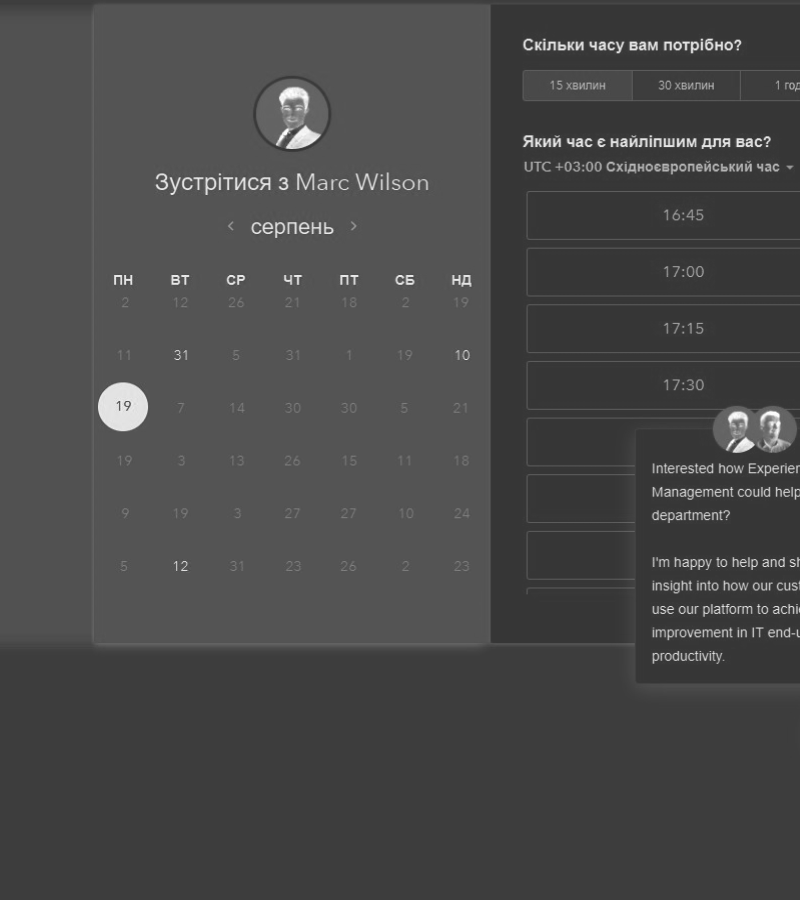 Зустрітися з Marc Wilson
серпень
ПН ВТ СР ЧТ ПТ СБ НД
2 12 26 21 18 2 19
11 31 5 31 1 19 10
19 7 14 30 30 5 21
19 3 13 26 15 11 18
9 19 3 27 27 10 24
5 12 31 23 26 2 23
Скільки часу вам потрібно?
15 хвилин 30 хвилин 1 год
Який час є найліпшим для вас?
UTC +03:00 Східноєвропейський час
16:45
17:00
17:15
17:30
Interested how Experien
Management could help
department?
I'm happy to help and sh
insight into how our cust
use our platform to achie
improvement in IT end-u
productivity.